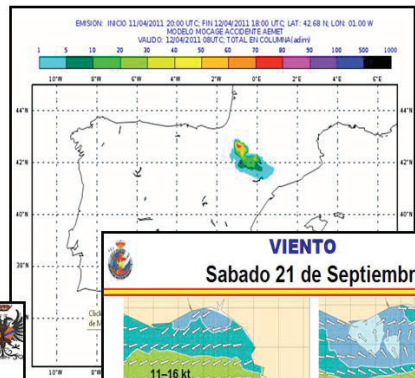 EMISION: INICIO 11/04/2011 20:00 UTC; FIN 12/04/2011 18:00 UTC; LAT: 42.68 N; LON: 01.00 W
MODELO MOCAGE ACCIDENTE AEMET
VALIDO: 12/04/2011 08UTC; TOTAL EN COLUMNA(adim)
1 5 10 20 30 40 50 60 70 80 90 100 500 1000
10°W 8°W 6°W 4°W 2°W 0°E 2°E 4°E 6°E
44°N 44°N
42°N 42°N
40°N 40°N
38°N
VIENTO
Sabado 21 de Septiembr
11–16 kt
10°W